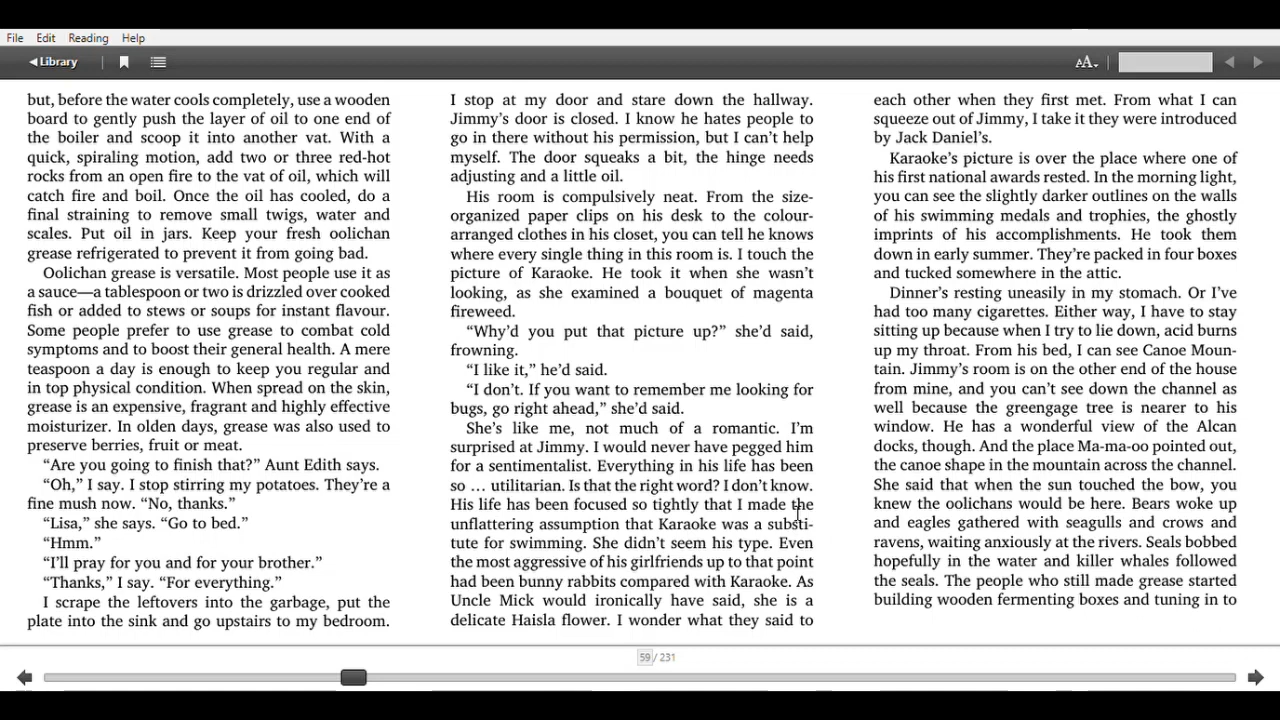 File Edit Reading Help
Library AA
but, before the water cools completely, use a wooden
board to gently push the layer of oil to one end of
the boiler and scoop it into another vat. With a
quick, spiraling motion, add two or three red-hot
rocks from an open fire to the vat of oil, which will
catch fire and boil. Once the oil has cooled, do a
final straining to remove small twigs, water and
scales. Put oil in jars. Keep your fresh oolichan
grease refrigerated to prevent it from going bad.
Oolichan grease is versatile. Most people use it as
a sauce—a tablespoon or two is drizzled over cooked
fish or added to stews or soups for instant flavour.
Some people prefer to use grease to combat cold
symptoms and to boost their general health. A mere
teaspoon a day is enough to keep you regular and
in top physical condition. When spread on the skin,
grease is an expensive, fragrant and highly effective
moisturizer. In olden days, grease was also used to
preserve berries, fruit or meat.
“Are you going to finish that?” Aunt Edith says.
“Oh,” I say. I stop stirring my potatoes. They’re a
fine mush now. “No, thanks.”
“Lisa,” she says. “Go to bed.”
“Hmm.”
“I’ll pray for you and for your brother.”
“Thanks,” I say. “For everything.”
I scrape the leftovers into the garbage, put the
plate into the sink and go upstairs to my bedroom.
I stop at my door and stare down the hallway.
Jimmy’s door is closed. I know he hates people to
go in there without his permission, but I can’t help
myself. The door squeaks a bit, the hinge needs
adjusting and a little oil.
His room is compulsively neat. From the size-
organized paper clips on his desk to the colour-
arranged clothes in his closet, you can tell he knows
where every single thing in this room is. I touch the
picture of Karaoke. He took it when she wasn’t
looking, as she examined a bouquet of magenta
fireweed.
“Why’d you put that picture up?” she’d said,
frowning.
“I like it,” he’d said.
“I don’t. If you want to remember me looking for
bugs, go right ahead,” she’d said.
She’s like me, not much of a romantic. I’m
surprised at Jimmy. I would never have pegged him
for a sentimentalist. Everything in his life has been
so … utilitarian. Is that the right word? I don’t know.
His life has been focused so tightly that I made the
unflattering assumption that Karaoke was a substi-
tute for swimming. She didn’t seem his type. Even
the most aggressive of his girlfriends up to that point
had been bunny rabbits compared with Karaoke. As
Uncle Mick would ironically have said, she is a
delicate Haisla flower. I wonder what they said to
each other when they first met. From what I can
squeeze out of Jimmy, I take it they were introduced
by Jack Daniel’s.
Karaoke’s picture is over the place where one of
his first national awards rested. In the morning light,
you can see the slightly darker outlines on the walls
of his swimming medals and trophies, the ghostly
imprints of his accomplishments. He took them
down in early summer. They’re packed in four boxes
and tucked somewhere in the attic.
Dinner’s resting uneasily in my stomach. Or I’ve
had too many cigarettes. Either way, I have to stay
sitting up because when I try to lie down, acid burns
up my throat. From his bed, I can see Canoe Moun-
tain. Jimmy’s room is on the other end of the house
from mine, and you can’t see down the channel as
well because the greengage tree is nearer to his
window. He has a wonderful view of the Alcan
docks, though. And the place Ma-ma-oo pointed out,
the canoe shape in the mountain across the channel.
She said that when the sun touched the bow, you
knew the oolichans would be here. Bears woke up
and eagles gathered with seagulls and crows and
ravens, waiting anxiously at the rivers. Seals bobbed
hopefully in the water and killer whales followed
the seals. The people who still made grease started
building wooden fermenting boxes and tuning in to
59 / 231